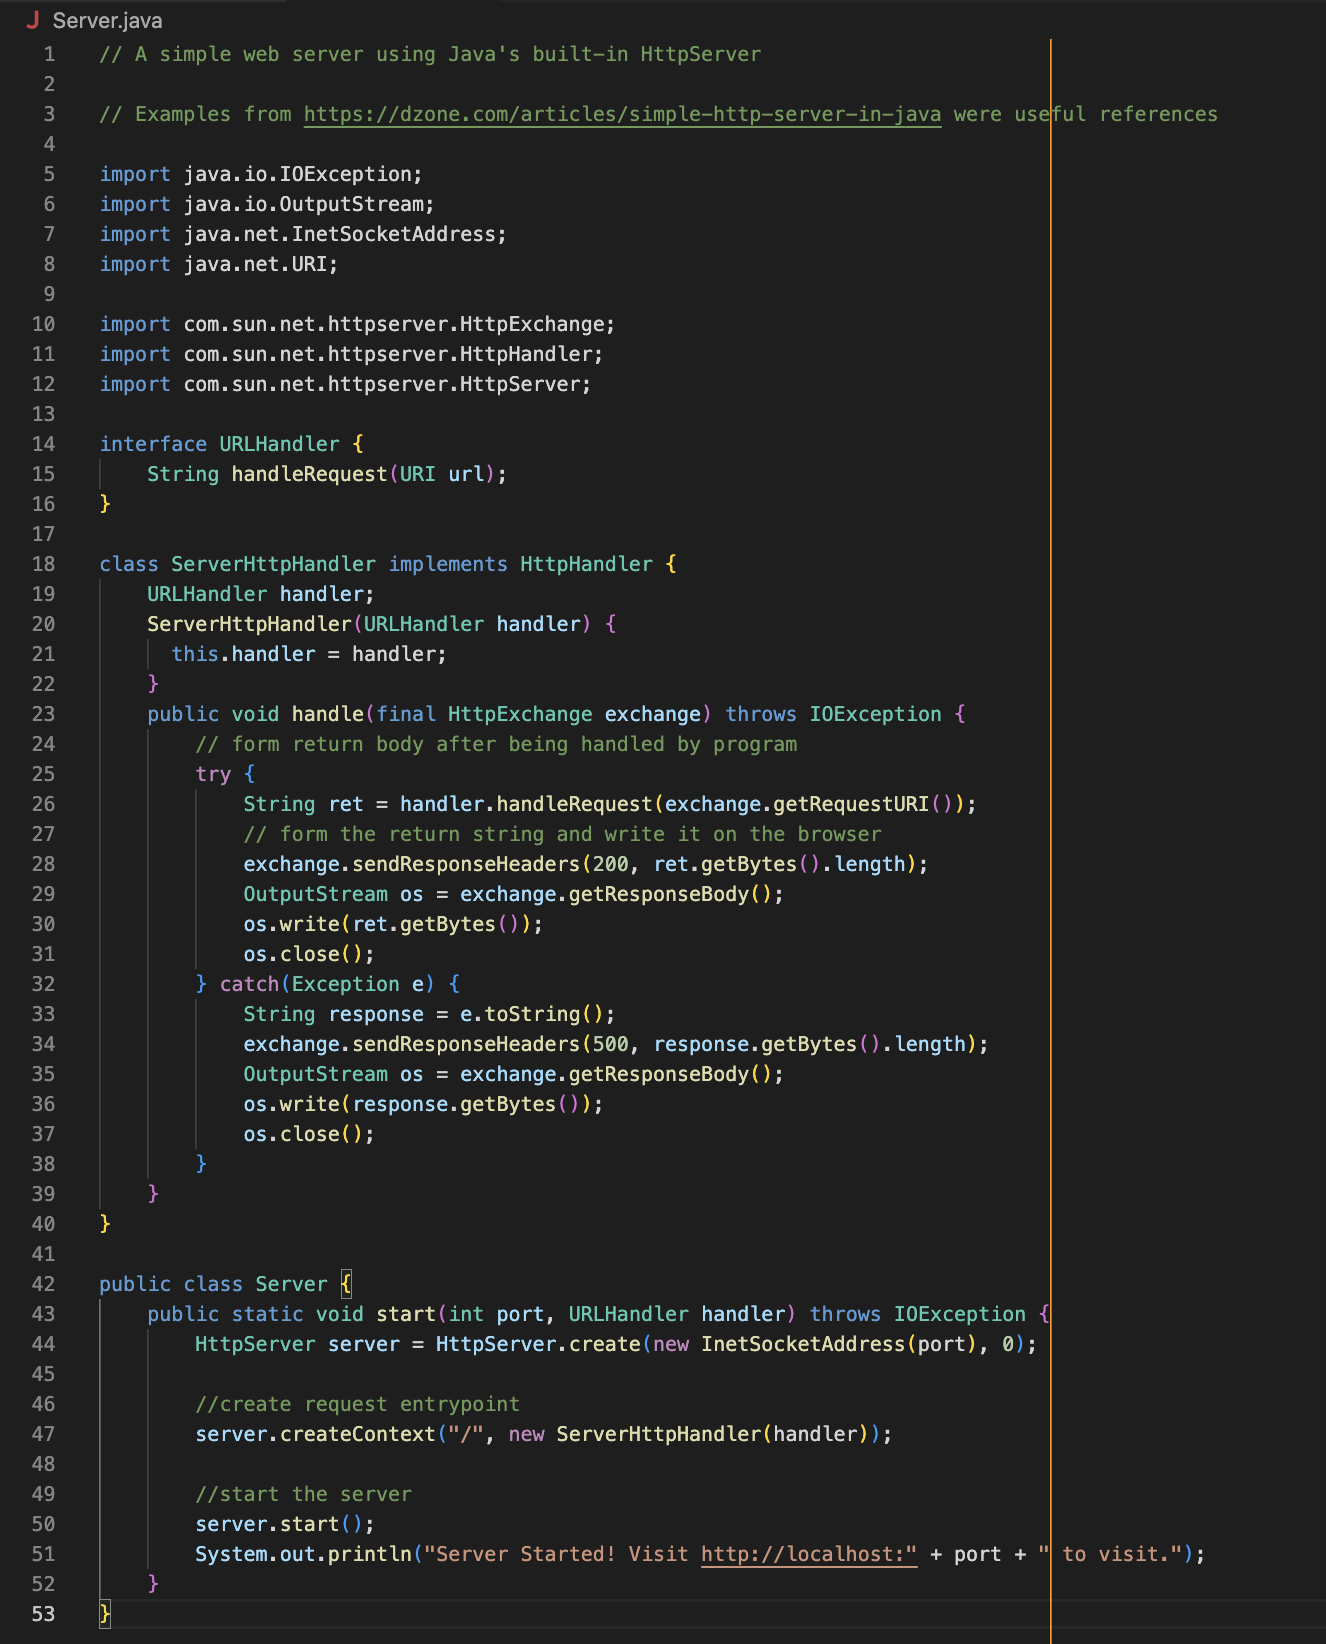 J Server.java
1 // A simple web server using Java's built-in HttpServer
2
3 // Examples from https://dzone.com/articles/simple-http-server-in-java were useful references
4
5 import java.io.IOException;
6 import java.io.OutputStream;
7 import java.net.InetSocketAddress;
8 import java.net.URI;
9
10 import com.sun.net.httpserver.HttpExchange;
11 import com.sun.net.httpserver.HttpHandler;
12 import com.sun.net.httpserver.HttpServer;
13
14 interface URLHandler {
15     String handleRequest(URI url);
16 }
17
18 class ServerHttpHandler implements HttpHandler {
19     URLHandler handler;
20     ServerHttpHandler(URLHandler handler) {
21       this.handler = handler;
22     }
23     public void handle(final HttpExchange exchange) throws IOException {
24         // form return body after being handled by program
25         try {
26             String ret = handler.handleRequest(exchange.getRequestURI());
27             // form the return string and write it on the browser
28             exchange.sendResponseHeaders(200, ret.getBytes().length);
29             OutputStream os = exchange.getResponseBody();
30             os.write(ret.getBytes());
31             os.close();
32         } catch(Exception e) {
33             String response = e.toString();
34             exchange.sendResponseHeaders(500, response.getBytes().length);
35             OutputStream os = exchange.getResponseBody();
36             os.write(response.getBytes());
37             os.close();
38         }
39     }
40 }
41
42 public class Server {
43     public static void start(int port, URLHandler handler) throws IOException {
44         HttpServer server = HttpServer.create(new InetSocketAddress(port), 0);
45
46         //create request entrypoint
47         server.createContext("/", new ServerHttpHandler(handler));
48
49         //start the server
50         server.start();
51         System.out.println("Server Started! Visit http://localhost:" + port + " to visit.");
52     }
53 }